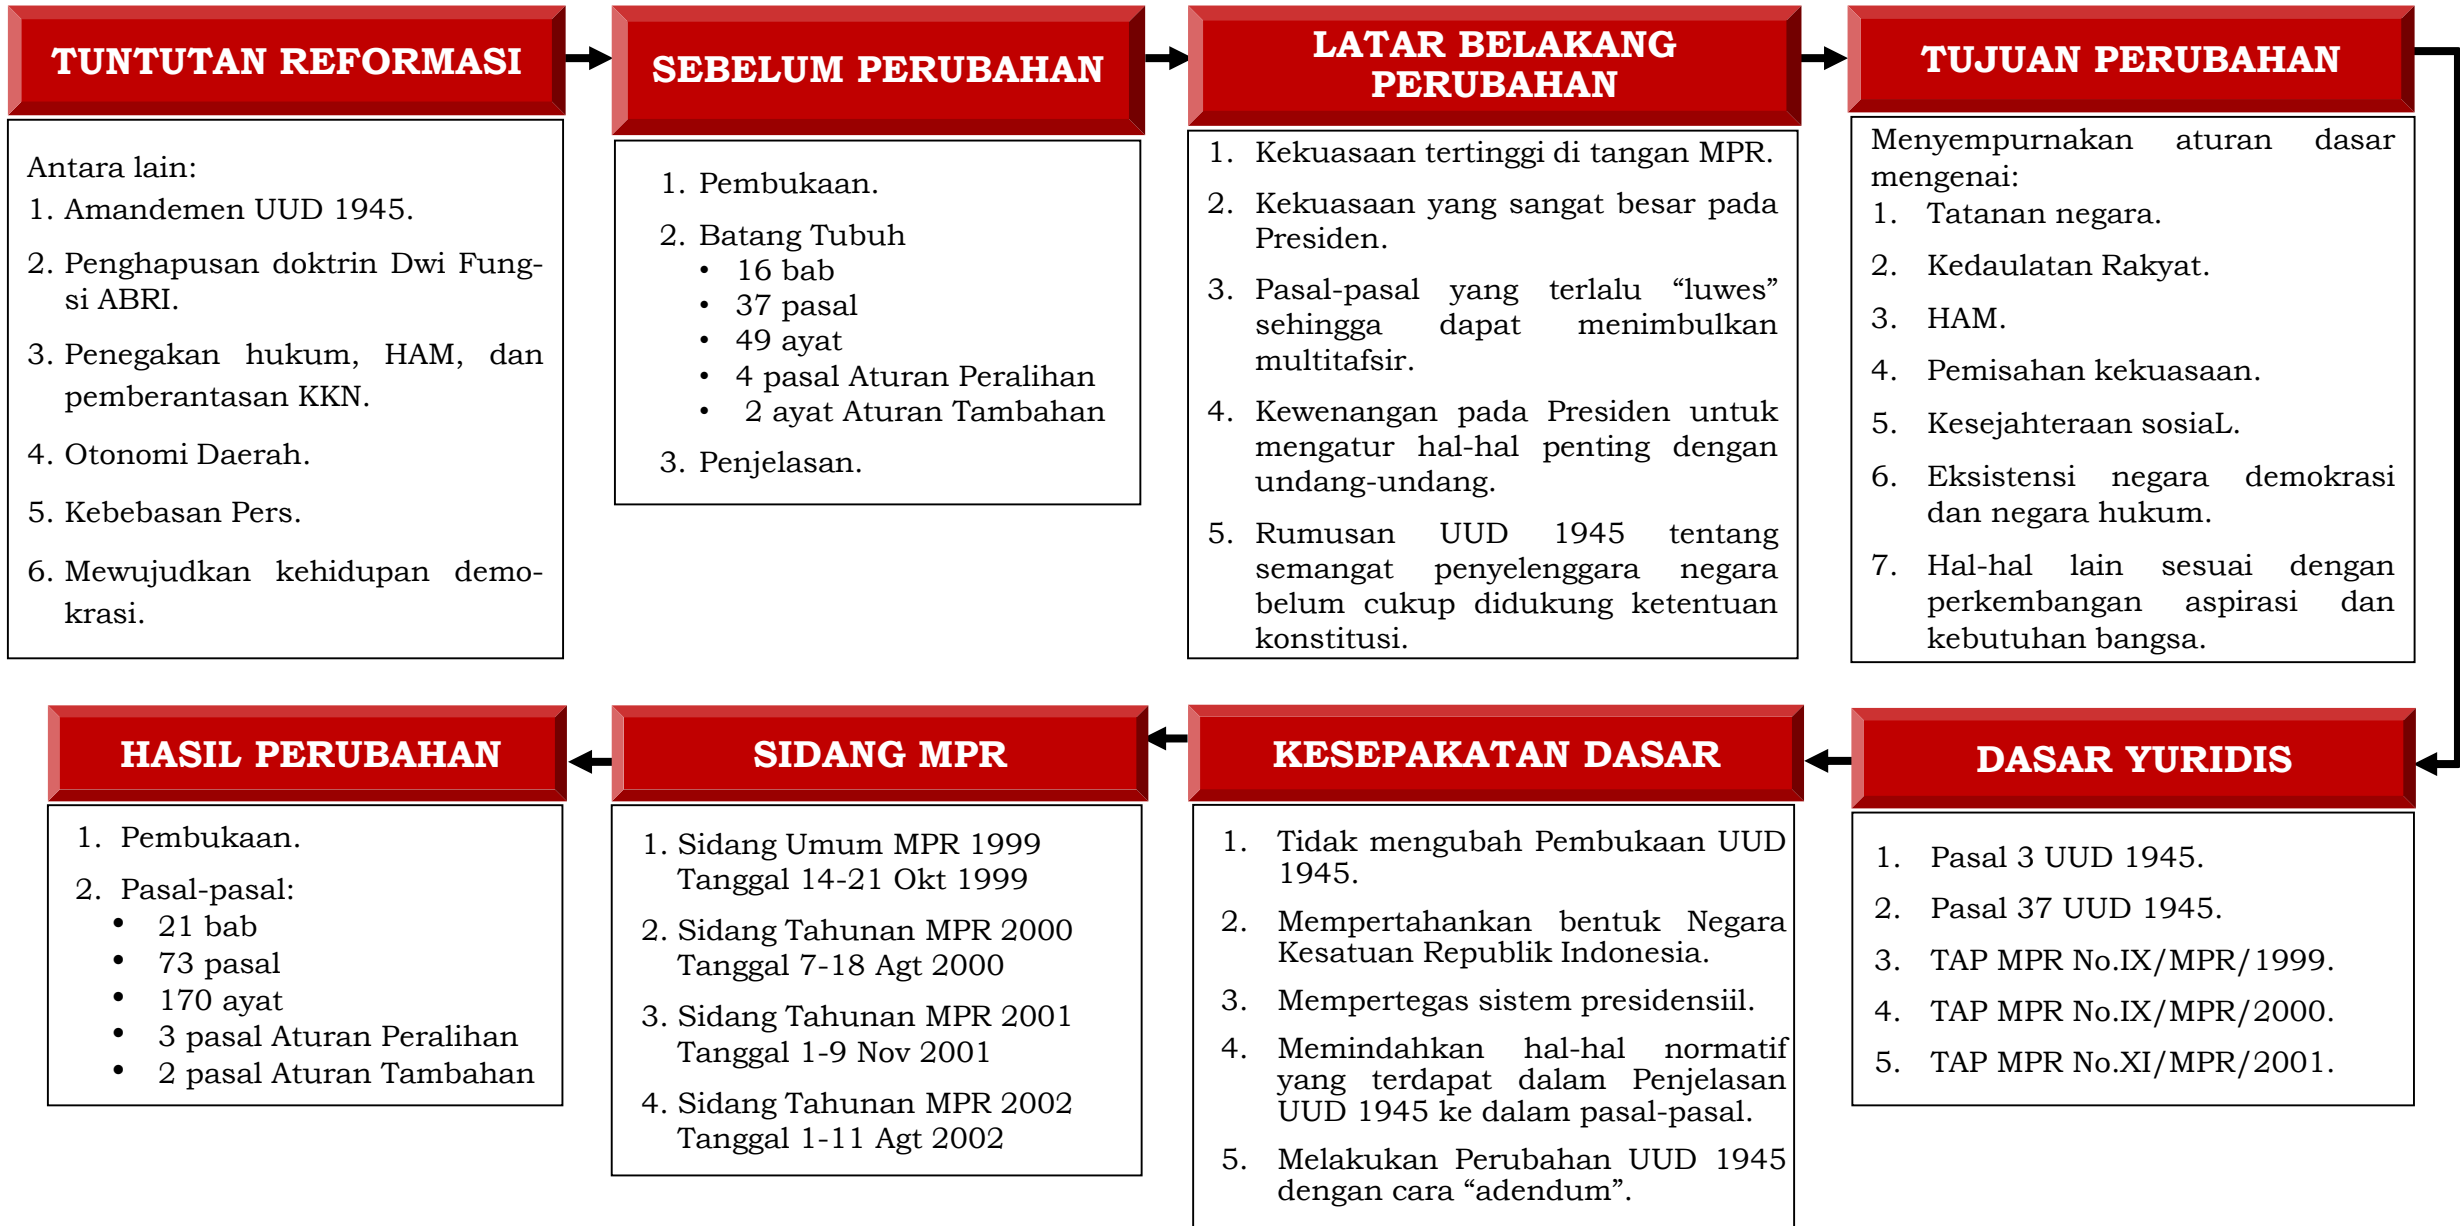 TUNTUTAN REFORMASI
Antara lain:
1. Amandemen UUD 1945.
2. Penghapusan doktrin Dwi Fung-
si ABRI.
3. Penegakan hukum, HAM, dan
pemberantasan KKN.
4. Otonomi Daerah.
5. Kebebasan Pers.
6. Mewujudkan kehidupan demo-
krasi.
SEBELUM PERUBAHAN
1. Pembukaan.
2. Batang Tubuh
• 16 bab
• 37 pasal
• 49 ayat
• 4 pasal Aturan Peralihan
• 2 ayat Aturan Tambahan
3. Penjelasan.
LATAR BELAKANG
PERUBAHAN
1. Kekuasaan tertinggi di tangan MPR.
2. Kekuasaan yang sangat besar pada
Presiden.
3. Pasal-pasal yang terlalu “luwes”
sehingga dapat menimbulkan
multitafsir.
4. Kewenangan pada Presiden untuk
mengatur hal-hal penting dengan
undang-undang.
5. Rumusan UUD 1945 tentang
semangat penyelenggara negara
belum cukup didukung ketentuan
konstitusi.
TUJUAN PERUBAHAN
Menyempurnakan aturan dasar
mengenai:
1. Tatanan negara.
2. Kedaulatan Rakyat.
3. HAM.
4. Pemisahan kekuasaan.
5. Kesejahteraan sosiaL.
6. Eksistensi negara demokrasi
dan negara hukum.
7. Hal-hal lain sesuai dengan
perkembangan aspirasi dan
kebutuhan bangsa.
DASAR YURIDIS
1. Pasal 3 UUD 1945.
2. Pasal 37 UUD 1945.
3. TAP MPR No.IX/MPR/1999.
4. TAP MPR No.IX/MPR/2000.
5. TAP MPR No.XI/MPR/2001.
KESEPAKATAN DASAR
1. Tidak mengubah Pembukaan UUD
1945.
2. Mempertahankan bentuk Negara
Kesatuan Republik Indonesia.
3. Mempertegas sistem presidensiil.
4. Memindahkan hal-hal normatif
yang terdapat dalam Penjelasan
UUD 1945 ke dalam pasal-pasal.
5. Melakukan Perubahan UUD 1945
dengan cara “adendum”.
SIDANG MPR
1. Sidang Umum MPR 1999
Tanggal 14-21 Okt 1999
2. Sidang Tahunan MPR 2000
Tanggal 7-18 Agt 2000
3. Sidang Tahunan MPR 2001
Tanggal 1-9 Nov 2001
4. Sidang Tahunan MPR 2002
Tanggal 1-11 Agt 2002
HASIL PERUBAHAN
1. Pembukaan.
2. Pasal-pasal:
• 21 bab
• 73 pasal
• 170 ayat
• 3 pasal Aturan Peralihan
• 2 pasal Aturan Tambahan